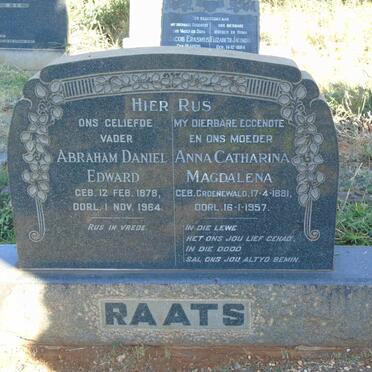 HIER RUS
ONS GELIEFDE
VADER
ABRAHAM DANIEL
EDWARD
GEB. 12 FEB. 1878,
OORL. 1 NOV. 1964.
RUS IN VREDE.
MY DIERBARE EGGENOTE
EN ONS MOEDER
ANNA CATHARINA
MAGDALENA
GEB. GROENEWALD, 17-4-1881,
OORL. 16-1-1957.
IN DIE LEWE
HET ONS JOU LIEF GEHAD,
IN DIE DOOD
SAL ONS JOU ALTYD BEMIN.
RAATS